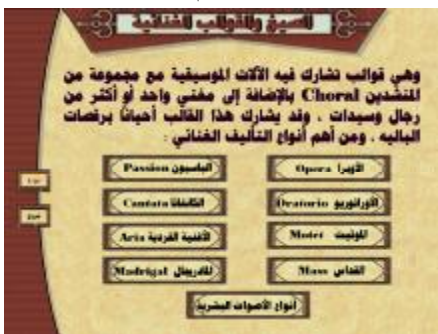 الصيغ والقوالب الغنائية
وهي قوالب تشارك فيه الآلات الموسيقية مع مجموعة من
المنشدين Choral بالإضافة إلى مغني واحد أو أكثر من
رجال وسيدات ، وقد يشارك هذا القالب أحياناً برقصات
الباليه ، ومن أهم أنواع التأليف الغنائي :
الأوبرا Opera
الباسيون Passion
الأوراتوريو Oratorio
الكانتاتا Cantata
الموتيت Motet
الأغنية الفردية Aria
القداس Mass
المادريجال Madrigal
أنواع الأصوات البشرية